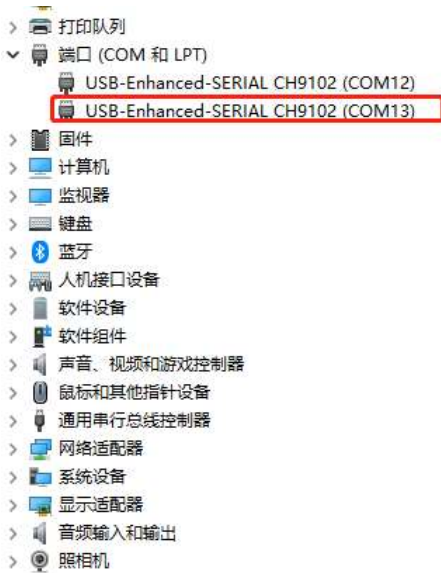 打印队列
端口 (COM 和 LPT)
USB-Enhanced-SERIAL CH9102 (COM12)
USB-Enhanced-SERIAL CH9102 (COM13)
固件
计算机
监视器
键盘
蓝牙
人机接口设备
软件设备
软件组件
声音、视频和游戏控制器
鼠标和其他指针设备
通用串行总线控制器
网络适配器
系统设备
显示适配器
音频输入和输出
照相机